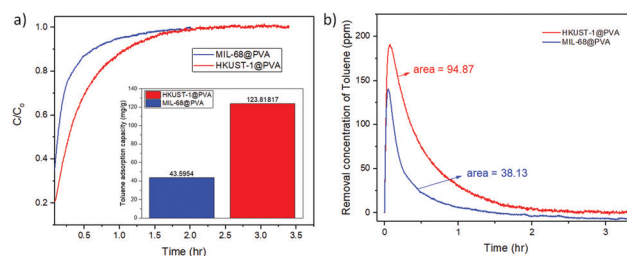 a)
1.0
0.8
0.6
0.4
0.2
C/C₀
MIL-68@PVA
HKUST-1@PVA
Toluene adsorption capacity (mg/g)
140
120
100
80
60
40
20
0
HKUST-1@PVA
MIL-68@PVA
123.81817
43.5954
0.5 1.0 1.5 2.0 2.5 3.0 3.5
Time (hr)
b)
Removal concentration of Toluene (ppm)
250
200
150
100
50
0
HKUST-1@PVA
MIL-68@PVA
area = 94.87
area = 38.13
0 1 2 3
Time (hr)